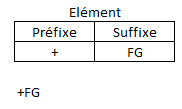 Elément
Préfixe Suffixe
+ FG
+FG